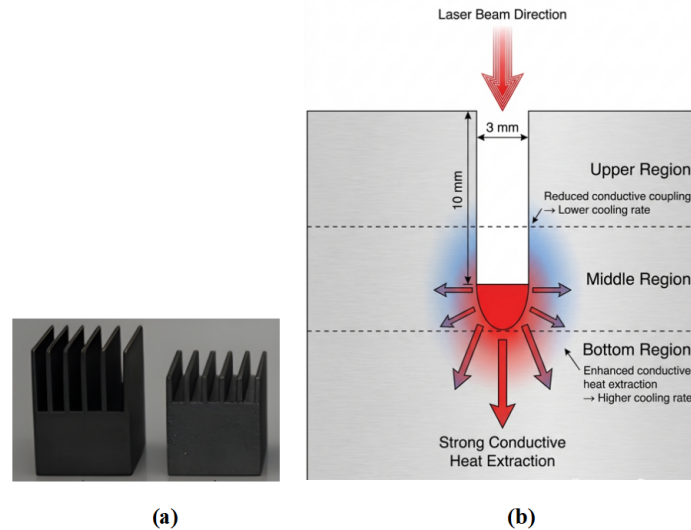 Laser Beam Direction
3 mm
10 mm
Upper Region
Reduced conductive coupling
→ Lower cooling rate
Middle Region
Bottom Region
Enhanced conductive
heat extraction
→ Higher cooling rate
Strong Conductive
Heat Extraction
(a)
(b)